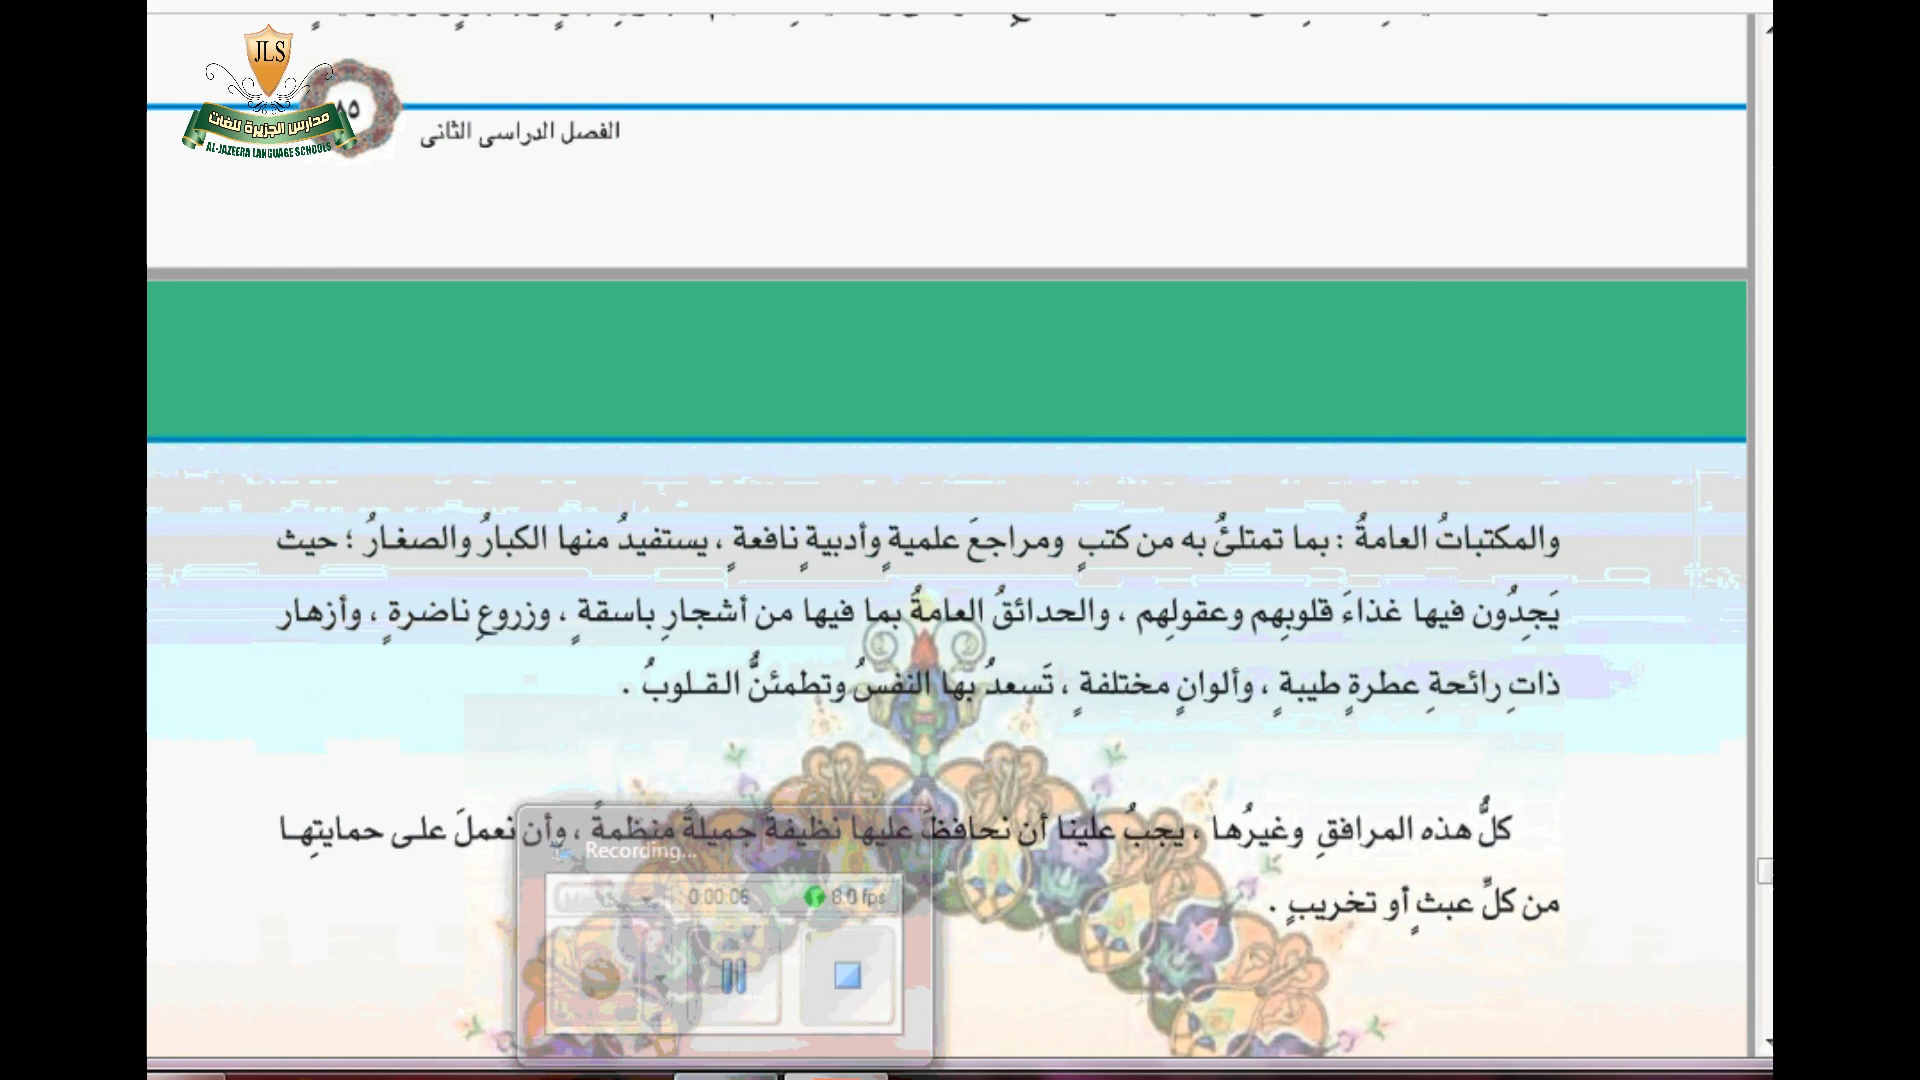 JLS
مدارس الجزيرة للغات
AL-JAZEERA LANGUAGE SCHOOLS
٨٥
الفصل الدراسى الثانى
والمكتباتُ العامةُ : بما تمتلئُ به من كتبٍ ومراجعَ علميةٍ وأدبيةٍ نافعةٍ ، يستفيدُ منها الكبارُ والصغارُ ؛ حيث
يَجِدُون فيها غذاءَ قلوبِهم وعقولِهم ، والحدائقُ العامةُ بما فيها من أشجارِ باسقةٍ ، وزروعِ ناضرةٍ ، وأزهار
ذاتِ رائحةِ عطرةٍ طيبةٍ ، وألوانٍ مختلفةٍ ، تَسعدُ بها النفسُ وتطمئنُّ القلوبُ .
كلُّ هذه المرافقِ وغيرُها ، يجبُ علينا أن نحافظَ عليها نظيفةً جميلةً منظمةً ، وأن نعملَ على حمايتِها
من كلِّ عبثٍ أو تخريبٍ .
Recording...
0:00:06
8.0 fps